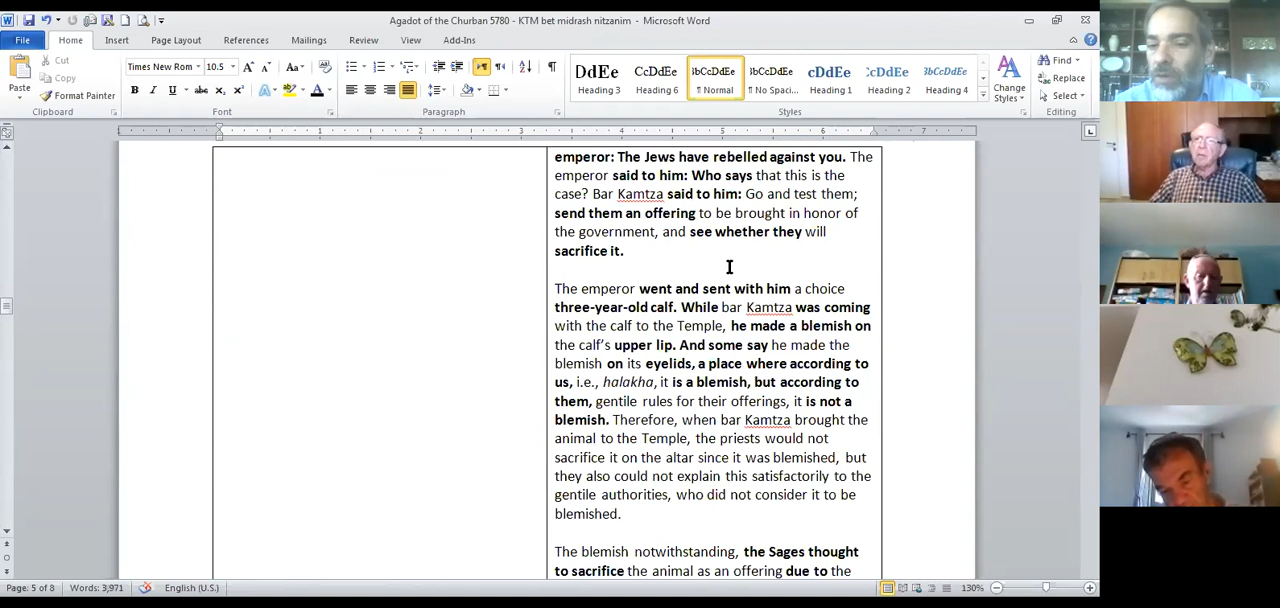 Agadot of the Churban 5780 - KTM bet midrash nitzanim - Microsoft Word
File Home Insert Page Layout References Mailings Review View Add-Ins
Paste
Cut
Copy
Format Painter
Clipboard
Times New Rom 10.5
Font
Paragraph
DdEe CcDdEe bCcDdEe bCcDdEe cDdEe CcDdEe bCcDdEe
Heading 3 Heading 6 ¶ Normal ¶ No Spaci... Heading 1 Heading 2 Heading 4
Styles
Change
Styles
Find
Replace
Select
Editing
1 2 3 4 5 6 7
emperor: The Jews have rebelled against you. The
emperor said to him: Who says that this is the
case? Bar Kamtza said to him: Go and test them;
send them an offering to be brought in honor of
the government, and see whether they will
sacrifice it.
The emperor went and sent with him a choice
three-year-old calf. While bar Kamtza was coming
with the calf to the Temple, he made a blemish on
the calf's upper lip. And some say he made the
blemish on its eyelids, a place where according to
us, i.e., halakha, it is a blemish, but according to
them, gentile rules for their offerings, it is not a
blemish. Therefore, when bar Kamtza brought the
animal to the Temple, the priests would not
sacrifice it on the altar since it was blemished, but
they also could not explain this satisfactorily to the
gentile authorities, who did not consider it to be
blemished.
The blemish notwithstanding, the Sages thought
to sacrifice the animal as an offering due to the
Page: 5 of 8 Words: 3,971 English (U.S.) 130%